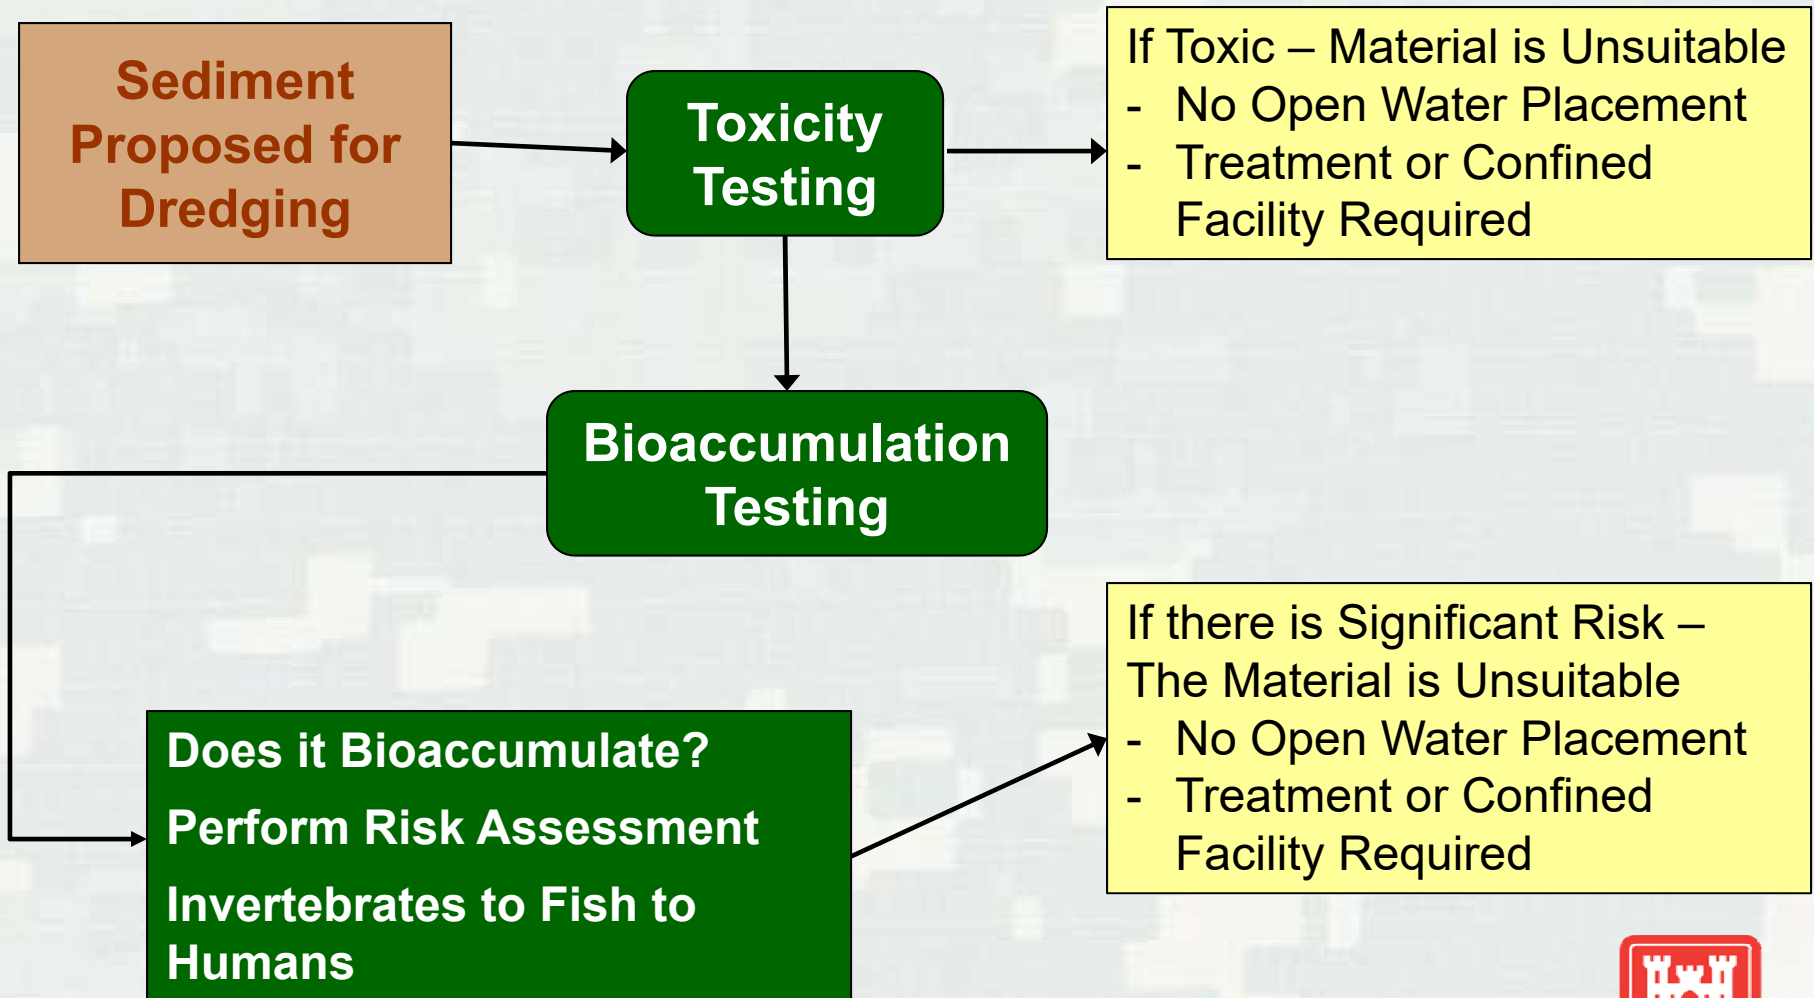 Sediment
Proposed for
Dredging
Toxicity
Testing
If Toxic – Material is Unsuitable
- No Open Water Placement
- Treatment or Confined
Facility Required
Bioaccumulation
Testing
Does it Bioaccumulate?
Perform Risk Assessment
Invertebrates to Fish to
Humans
If there is Significant Risk –
The Material is Unsuitable
- No Open Water Placement
- Treatment or Confined
Facility Required